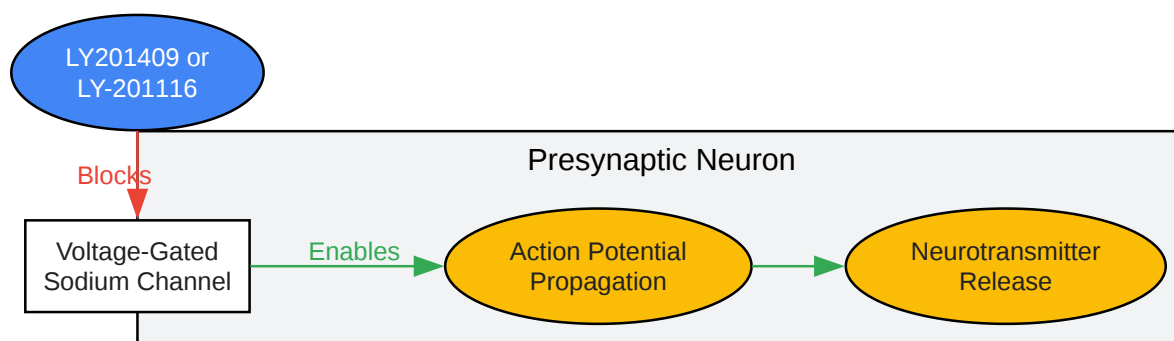 LY201409 or
LY-201116
Presynaptic Neuron
Blocks
Voltage-Gated
Sodium Channel
Enables
Action Potential
Propagation
Neurotransmitter
Release